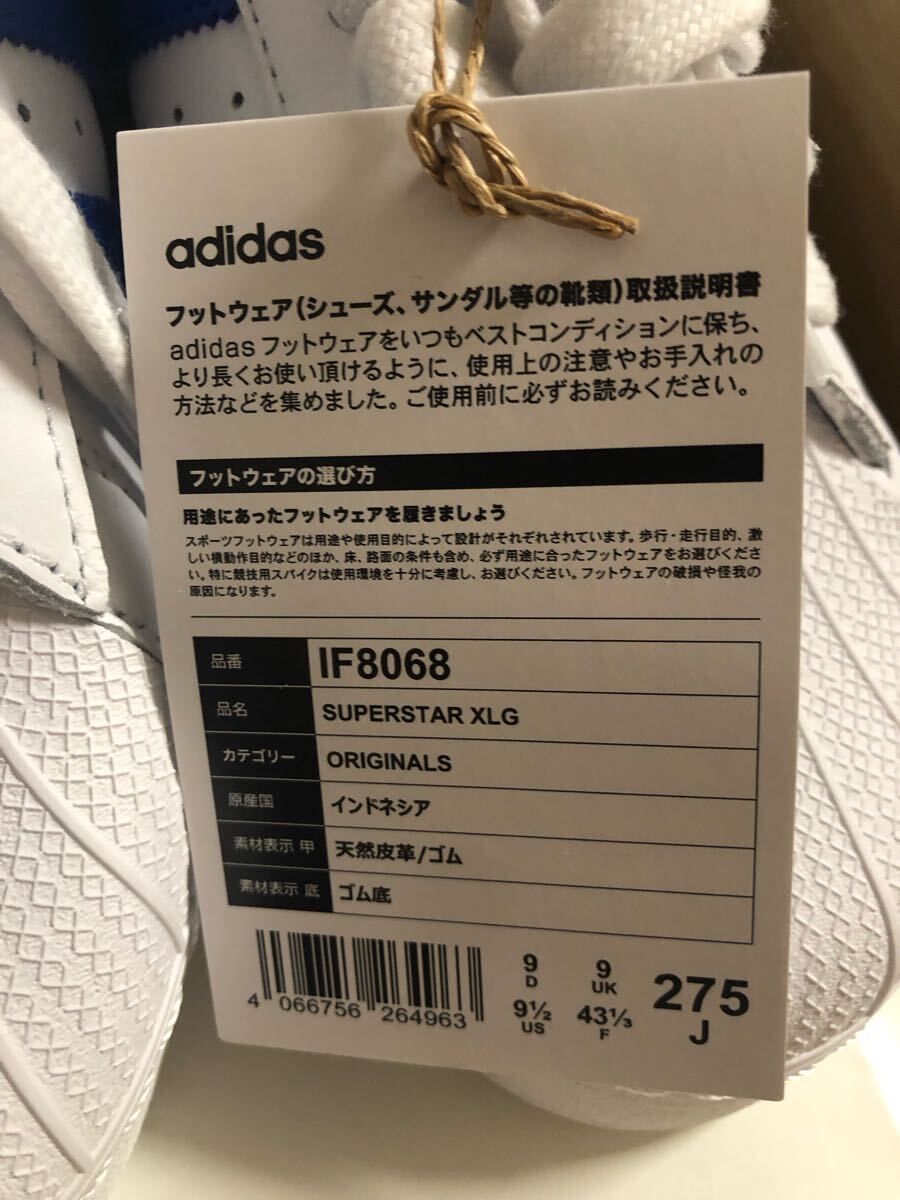 adidas
フットウェア(シューズ、サンダル等の靴類)取扱説明書
adidas フットウェアをいつもベストコンディションに保ち、
より長くお使い頂けるように、使用上の注意やお手入れの
方法などを集めました。ご使用前に必ずお読みください。
フットウェアの選び方
用途にあったフットウェアを履きましょう
スポーツフットウェアは用途や使用目的によって設計がそれぞれされています。歩行・走行目的、激
しい横動作目的などのほか、床、路面の条件も含め、必ず用途に合ったフットウェアをお選びくださ
い。特に競技用スパイクは使用環境を十分に考慮し、お選びください。フットウェアの破損や怪我の
原因になります。
品番 IF8068
品名 SUPERSTAR XLG
カテゴリー ORIGINALS
原産国 インドネシア
素材表示 甲 天然皮革/ゴム
素材表示 底 ゴム底
4 066756 264963
9 D
9 UK
9½ US
43⅓ F
275 J